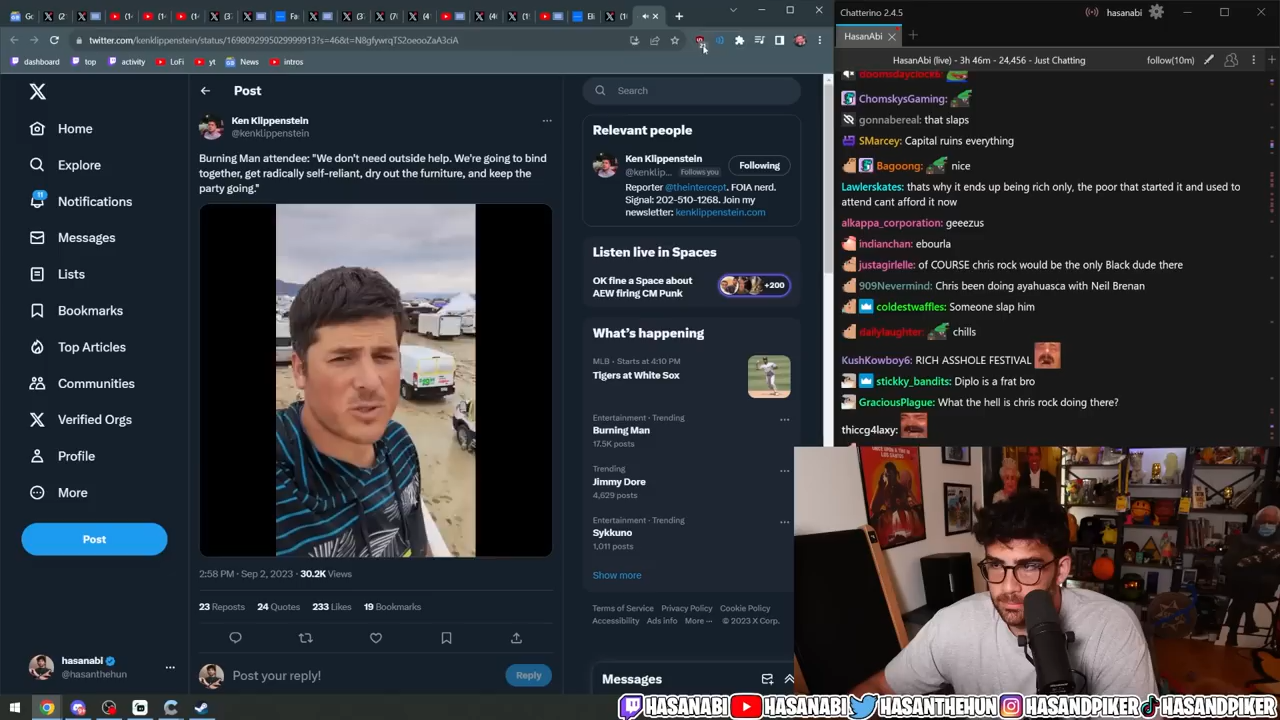 Chatterino 2.4.5
hasanabi
twitter.com/kenklippenstein/status/1698092995029999913?s=46&t=N8gfywrqTS2oeooZaA3ciA
HasanAbi
dashboard
top
activity
LoFi
yt
News
intros
HasanAbi (live) - 3h 46m - 24,456 - Just Chatting
follow(10m)
Post
Search
Home
Explore
11
Notifications
Messages
Lists
Bookmarks
Top Articles
Communities
Verified Orgs
Profile
More
Post
hasanabi
@hasanthehun
Ken Klippenstein
@kenklippenstein
Burning Man attendee: "We don't need outside help. We're going to bind
together, get radically self-reliant, dry out the furniture, and keep the
party going."
2:58 PM · Sep 2, 2023 · 30.2K Views
23 Reposts 24 Quotes 233 Likes 19 Bookmarks
Post your reply!
Reply
Relevant people
Ken Klippenstein
@kenklip... Follows you
Following
Reporter @theintercept. FOIA nerd.
Signal: 202-510-1268. Join my
newsletter: kenklippenstein.com
Listen live in Spaces
OK fine a Space about
AEW firing CM Punk
+200
What's happening
MLB · Starts at 4:10 PM
Tigers at White Sox
Entertainment · Trending
Burning Man
17.5K posts
Trending
Jimmy Dore
4,629 posts
Entertainment · Trending
Sykkuno
1,011 posts
Show more
Terms of Service Privacy Policy Cookie Policy
Accessibility Ads info More ··· © 2023 X Corp.
Messages
doomsdayclock6:
ChomskysGaming:
gonnabereal: that slaps
SMarcey: Capital ruins everything
Bagoong: nice
Lawlerskates: thats why it ends up being rich only, the poor that started it and used to
attend cant afford it now
alkappa_corporation: geeezus
indianchan: ebourla
justagirlelle: of COURSE chris rock would be the only Black dude there
909Nevermind: Chris been doing ayahuasca with Neil Brenan
coldestwaffles: Someone slap him
dailylaughter: chills
KushKowboy6: RICH ASSHOLE FESTIVAL
stickky_bandits: Diplo is a frat bro
GraciousPlague: What the hell is chris rock doing there?
thiccg4laxy:
HASANABI HASANABI HASANTHEHUN HASANDPIKER HASANDPIKER